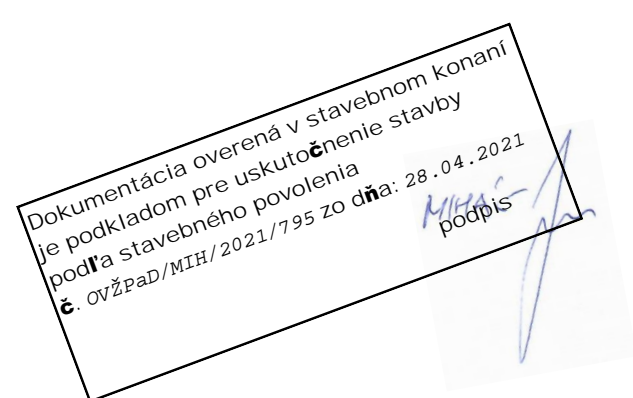 Dokumentácia overená v stavebnom konaní
je podkladom pre uskutočnenie stavby
podľa stavebného povolenia
č. OVŽPaD/MIH/2021/795 zo dňa: 28.04.2021
podpis